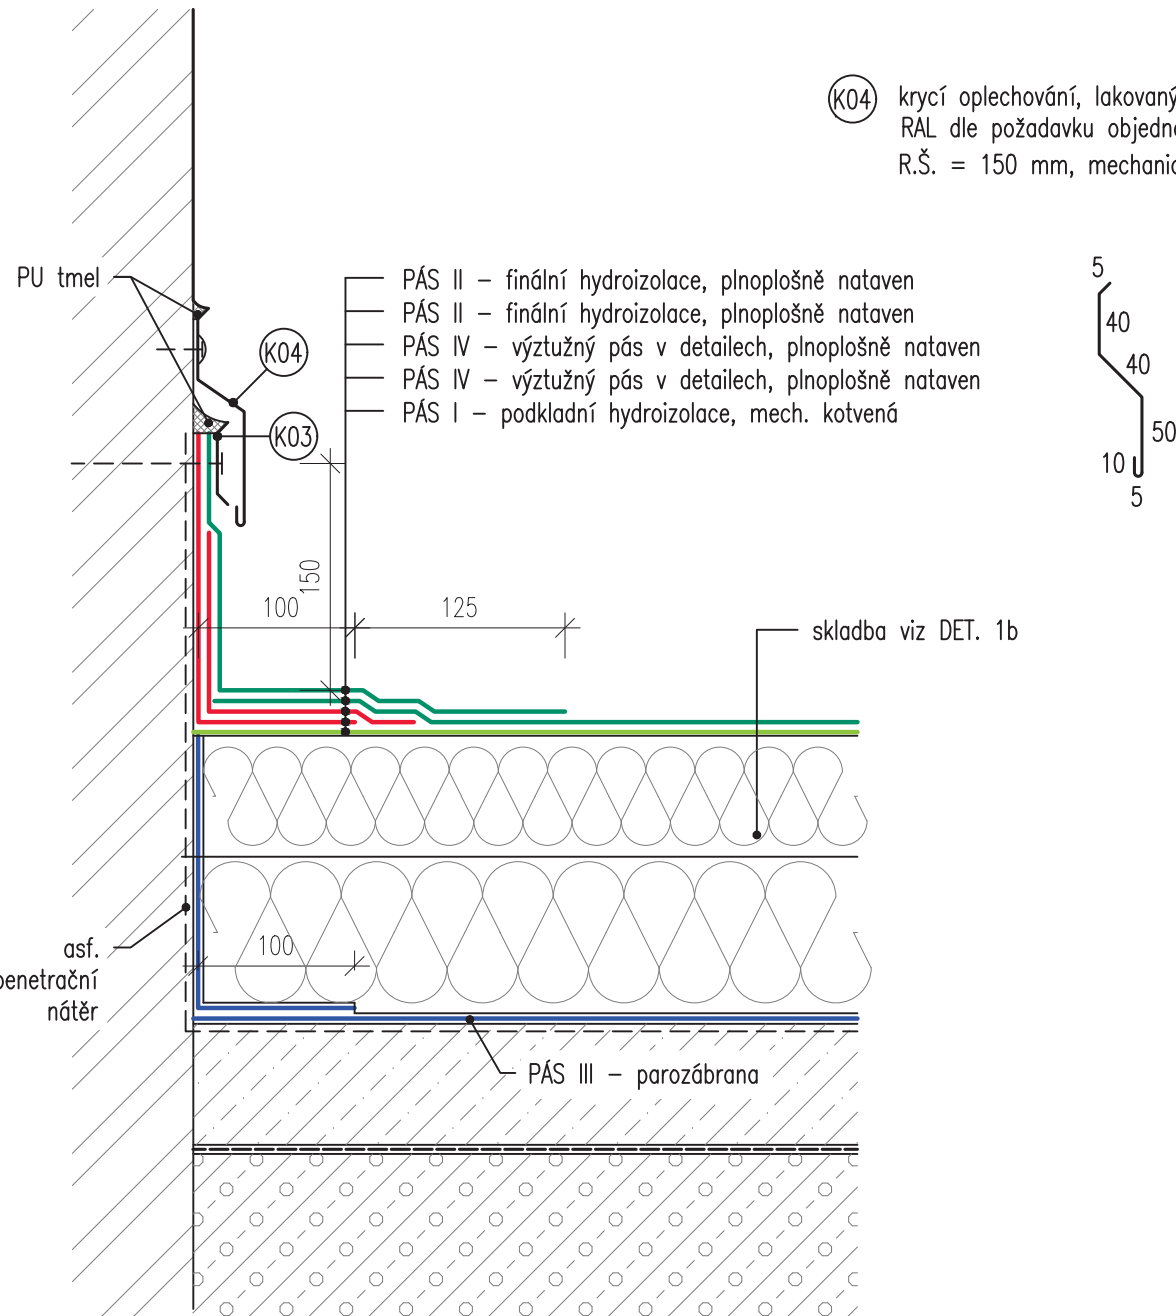 K04 krycí oplechování, lakovaný
RAL dle požadavku
R.Š. = 150 mm,
PU tmel
PÁS II – finální hydroizolace, plnoplošně nataven
PÁS II – finální hydroizolace, plnoplošně nataven
PÁS IV – výztužný pás v detailech, plnoplošně nataven
PÁS IV – výztužný pás v detailech, plnoplošně nataven
PÁS I – podkladní hydroizolace, mech. kotvená
K04
K03
5
40
40
50
10
5
150
100
125
skladba viz DET. 1b
asf.
penetrační
nátěr
100
PÁS III – parozábrana